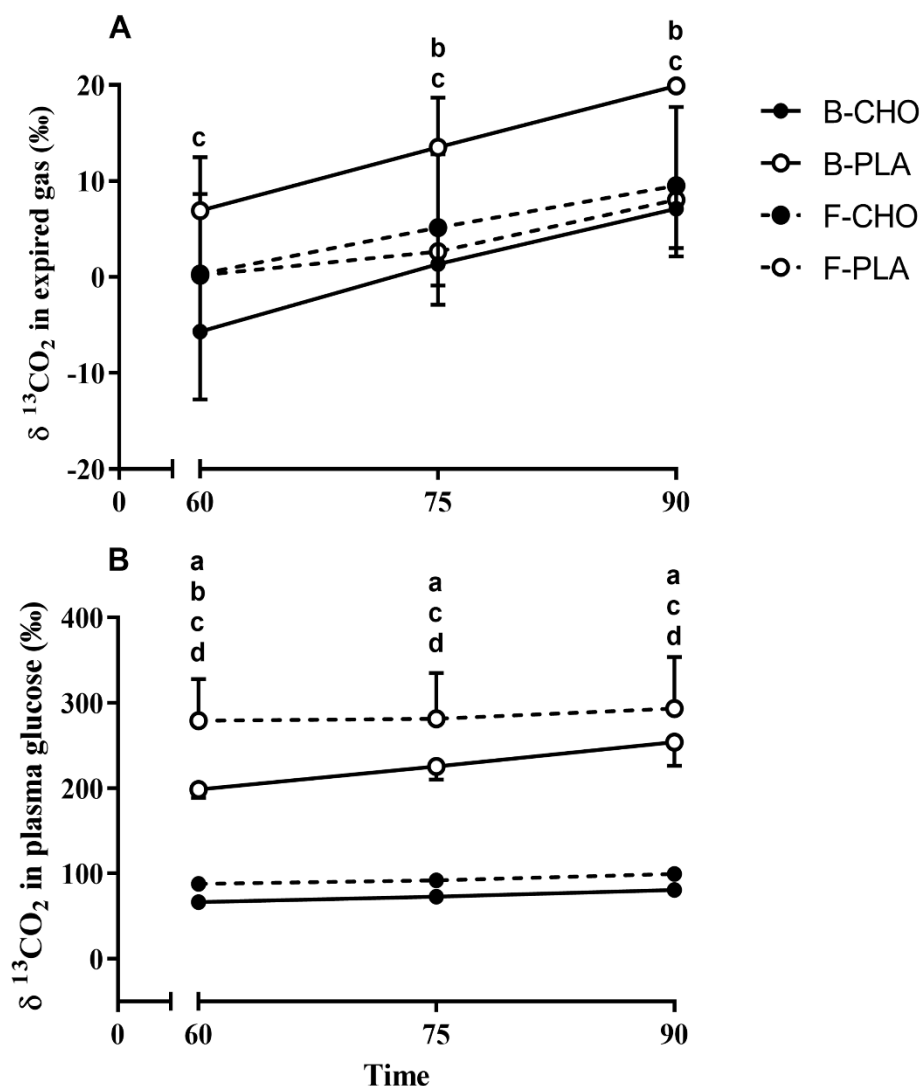 A
b
b
c
c
c
δ ¹³CO₂ in expired gas (‰)
20
10
0
-10
-20
0
60
75
90
B-CHO
B-PLA
F-CHO
F-PLA
B
a
b
c
d
a
c
d
a
c
d
δ ¹³CO₂ in plasma glucose (‰)
400
300
200
100
0
0
60
75
90
Time